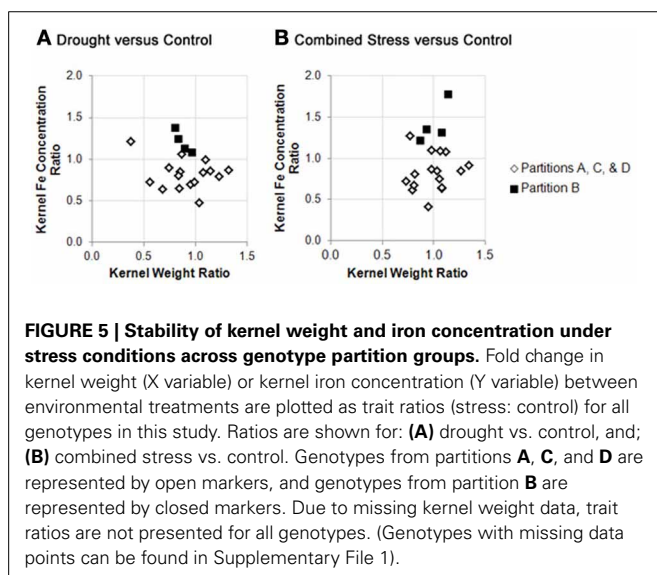 A Drought versus Control
B Combined Stress versus Control
Kernel Fe Concentration
Ratio
2.0
1.5
1.0
0.5
0.0
0.0 0.5 1.0 1.5
Kernel Weight Ratio
Kernel Fe Concentration
Ratio
2.0
1.5
1.0
0.5
0.0
0.0 0.5 1.0 1.5
Kernel Weight Ratio
Partitions A, C, & D
Partition B
FIGURE 5 | Stability of kernel weight and iron concentration under
stress conditions across genotype partition groups. Fold change in
kernel weight (X variable) or kernel iron concentration (Y variable) between
environmental treatments are plotted as trait ratios (stress: control) for all
genotypes in this study. Ratios are shown for: (A) drought vs. control, and;
(B) combined stress vs. control. Genotypes from partitions A, C, and D are
represented by open markers, and genotypes from partition B are
represented by closed markers. Due to missing kernel weight data, trait
ratios are not presented for all genotypes. (Genotypes with missing data
points can be found in Supplementary File 1).